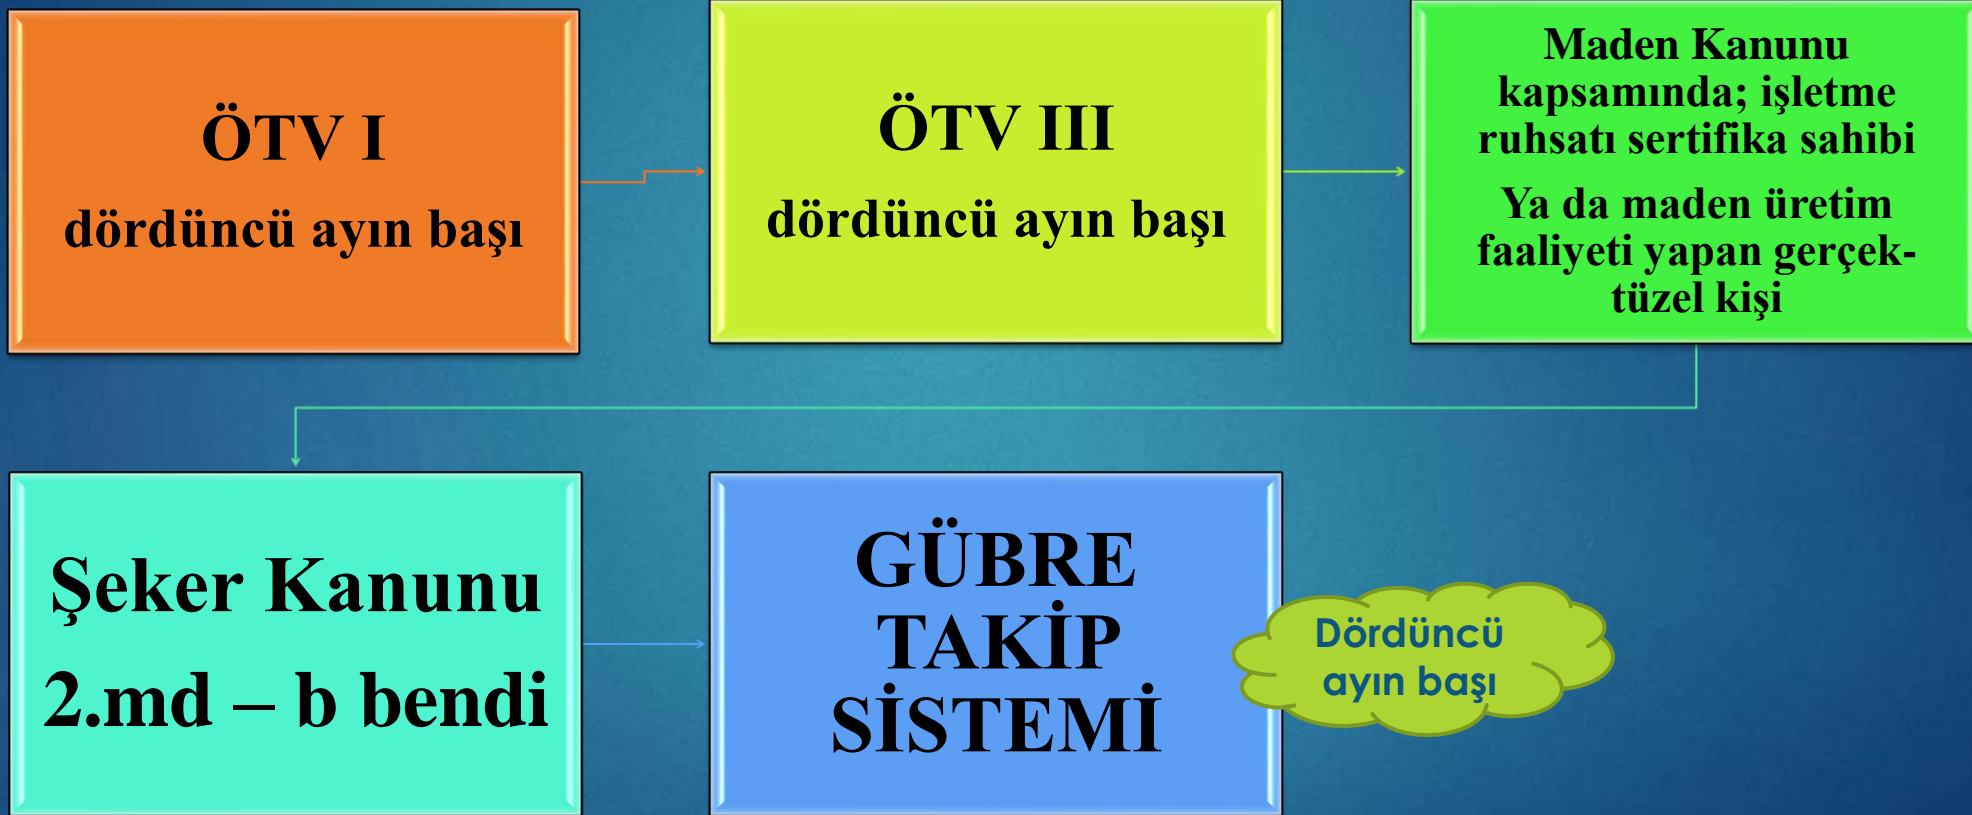 ÖTV I
dördüncü ayın başı
ÖTV III
dördüncü ayın başı
Maden Kanunu
kapsamında; işletme
ruhsatı sertifika sahibi
Ya da maden üretim
faaliyeti yapan gerçek-
tüzel kişi
Şeker Kanunu
2.md – b bendi
GÜBRE
TAKİP
SİSTEMİ
Dördüncü
ayın başı